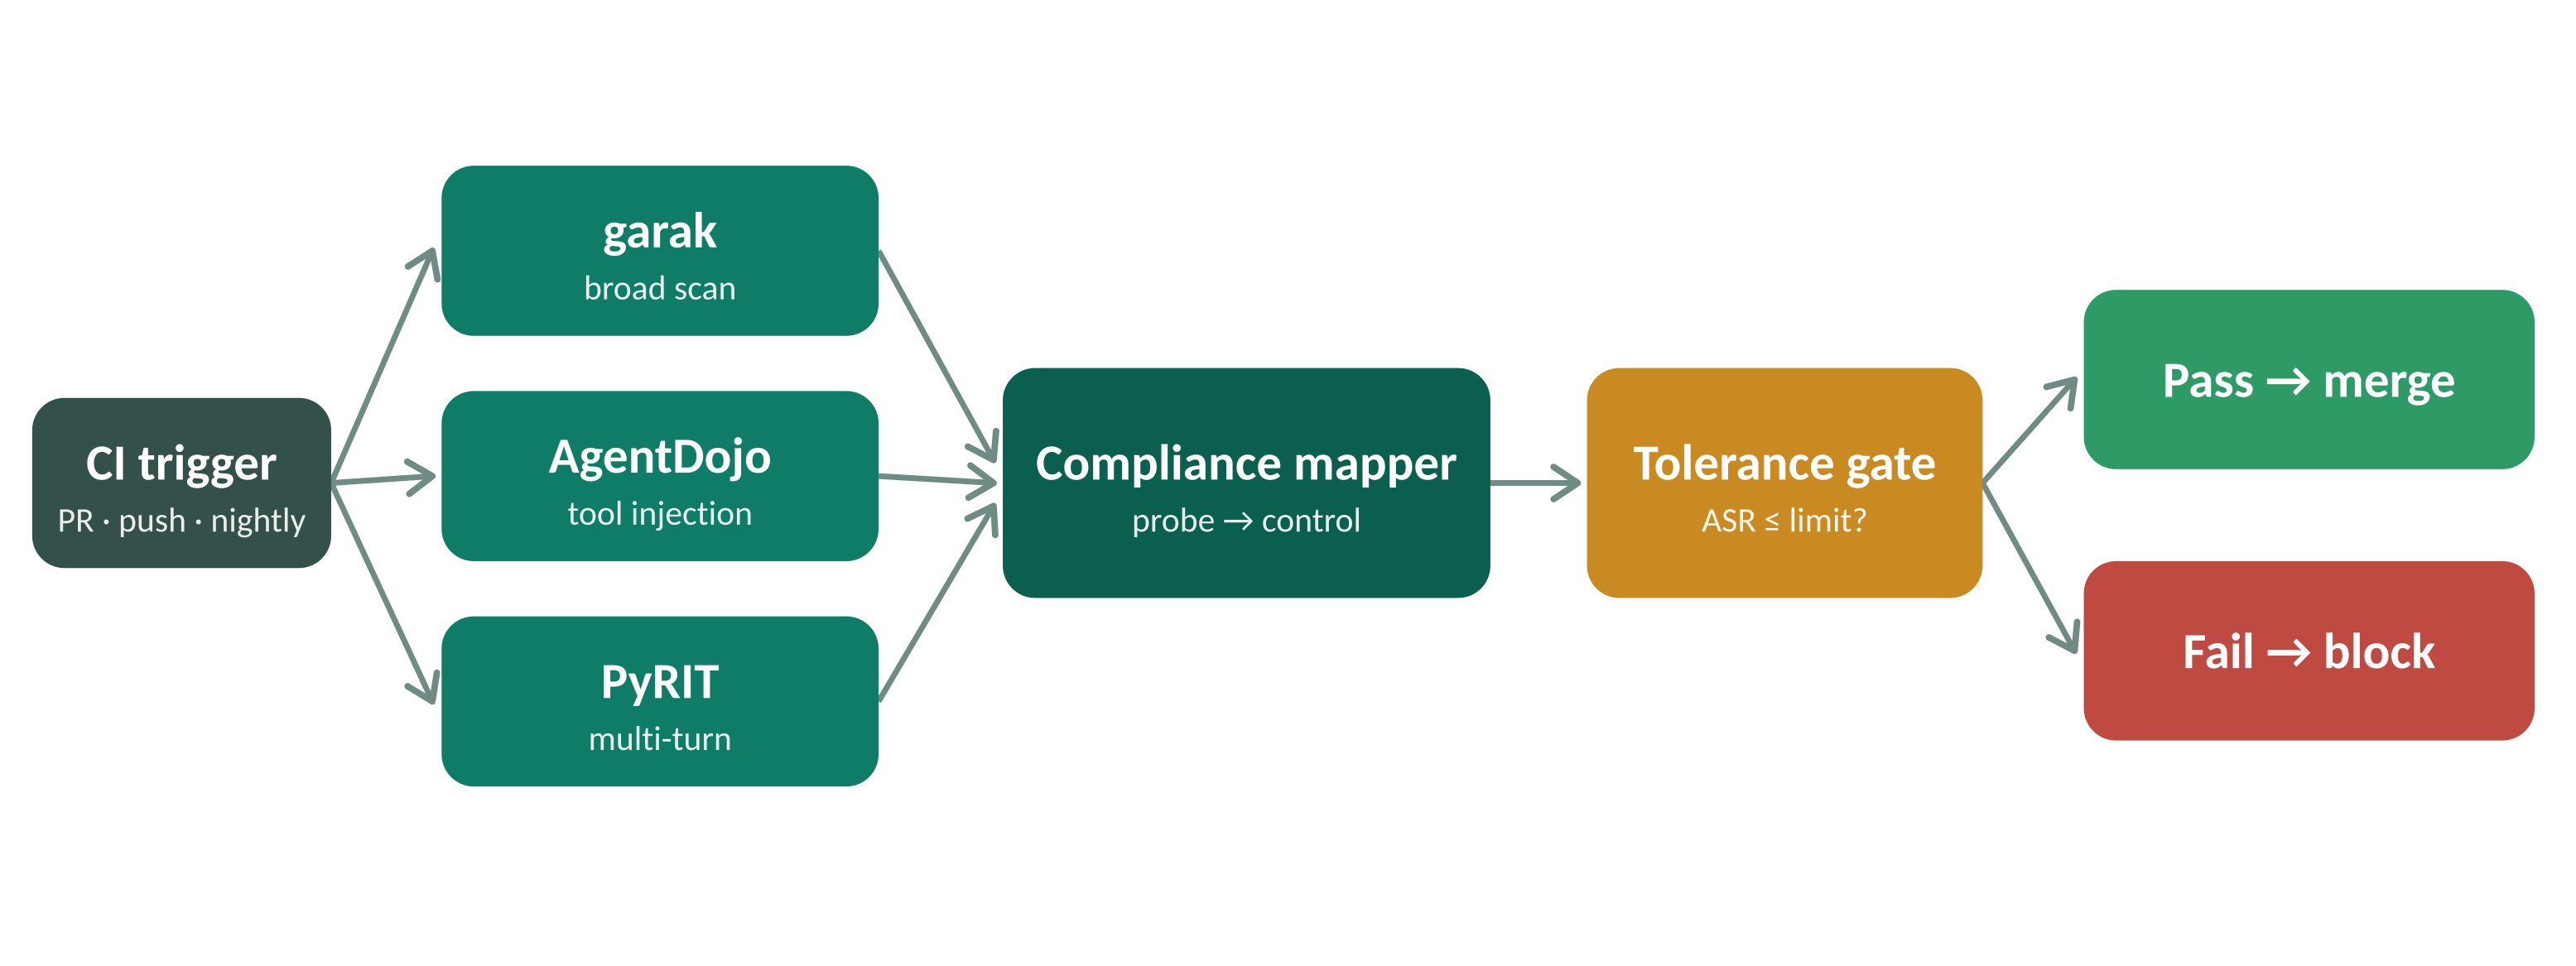 CI trigger
PR · push · nightly
garak
broad scan
AgentDojo
tool injection
PyRIT
multi-turn
Compliance mapper
probe → control
Tolerance gate
ASR ≤ limit?
Pass → merge
Fail → block